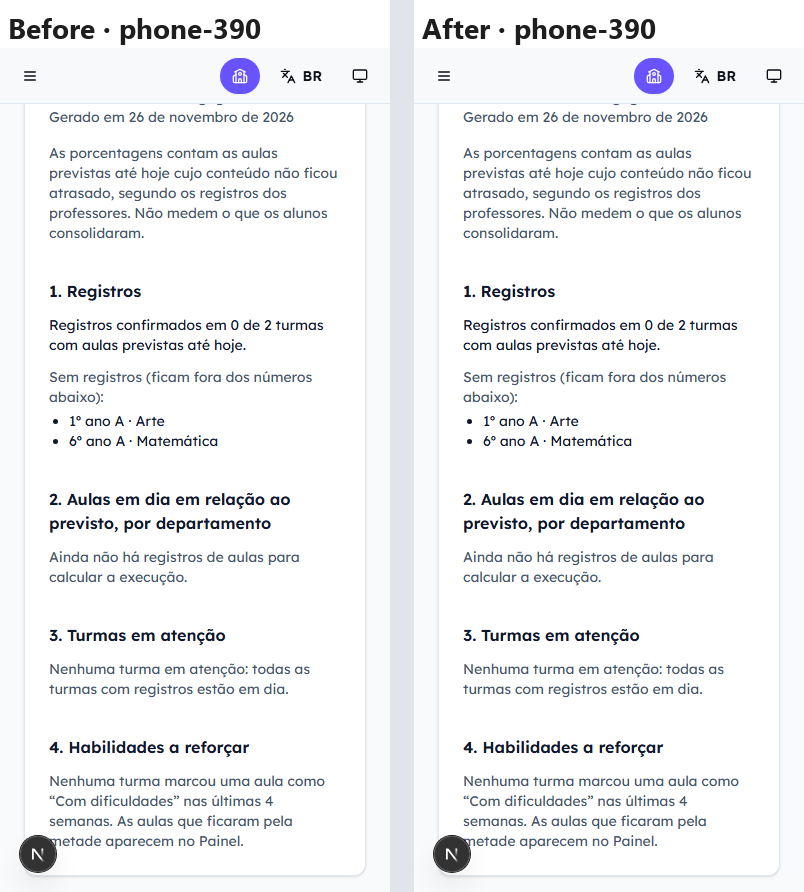 Before · phone-390
BR
Gerado em 26 de novembro de 2026
As porcentagens contam as aulas
previstas até hoje cujo conteúdo não ficou
atrasado, segundo os registros dos
professores. Não medem o que os alunos
consolidaram.
1. Registros
Registros confirmados em 0 de 2 turmas
com aulas previstas até hoje.
Sem registros (ficam fora dos números
abaixo):
• 1º ano A · Arte
• 6º ano A · Matemática
2. Aulas em dia em relação ao
previsto, por departamento
Ainda não há registros de aulas para
calcular a execução.
3. Turmas em atenção
Nenhuma turma em atenção: todas as
turmas com registros estão em dia.
4. Habilidades a reforçar
Nenhuma turma marcou uma aula como
“Com dificuldades” nas últimas 4
semanas. As aulas que ficaram pela
metade aparecem no Painel.
N
After · phone-390
BR
Gerado em 26 de novembro de 2026
As porcentagens contam as aulas
previstas até hoje cujo conteúdo não ficou
atrasado, segundo os registros dos
professores. Não medem o que os alunos
consolidaram.
1. Registros
Registros confirmados em 0 de 2 turmas
com aulas previstas até hoje.
Sem registros (ficam fora dos números
abaixo):
• 1º ano A · Arte
• 6º ano A · Matemática
2. Aulas em dia em relação ao
previsto, por departamento
Ainda não há registros de aulas para
calcular a execução.
3. Turmas em atenção
Nenhuma turma em atenção: todas as
turmas com registros estão em dia.
4. Habilidades a reforçar
Nenhuma turma marcou uma aula como
“Com dificuldades” nas últimas 4
semanas. As aulas que ficaram pela
metade aparecem no Painel.
N